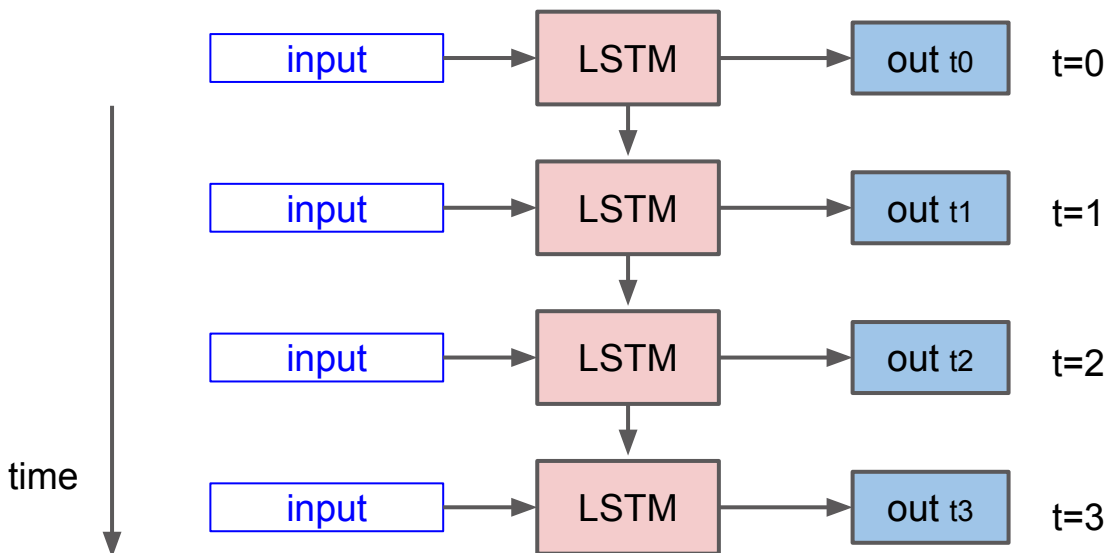 input LSTM out t0 t=0
input LSTM out t1 t=1
input LSTM out t2 t=2
time
input LSTM out t3 t=3